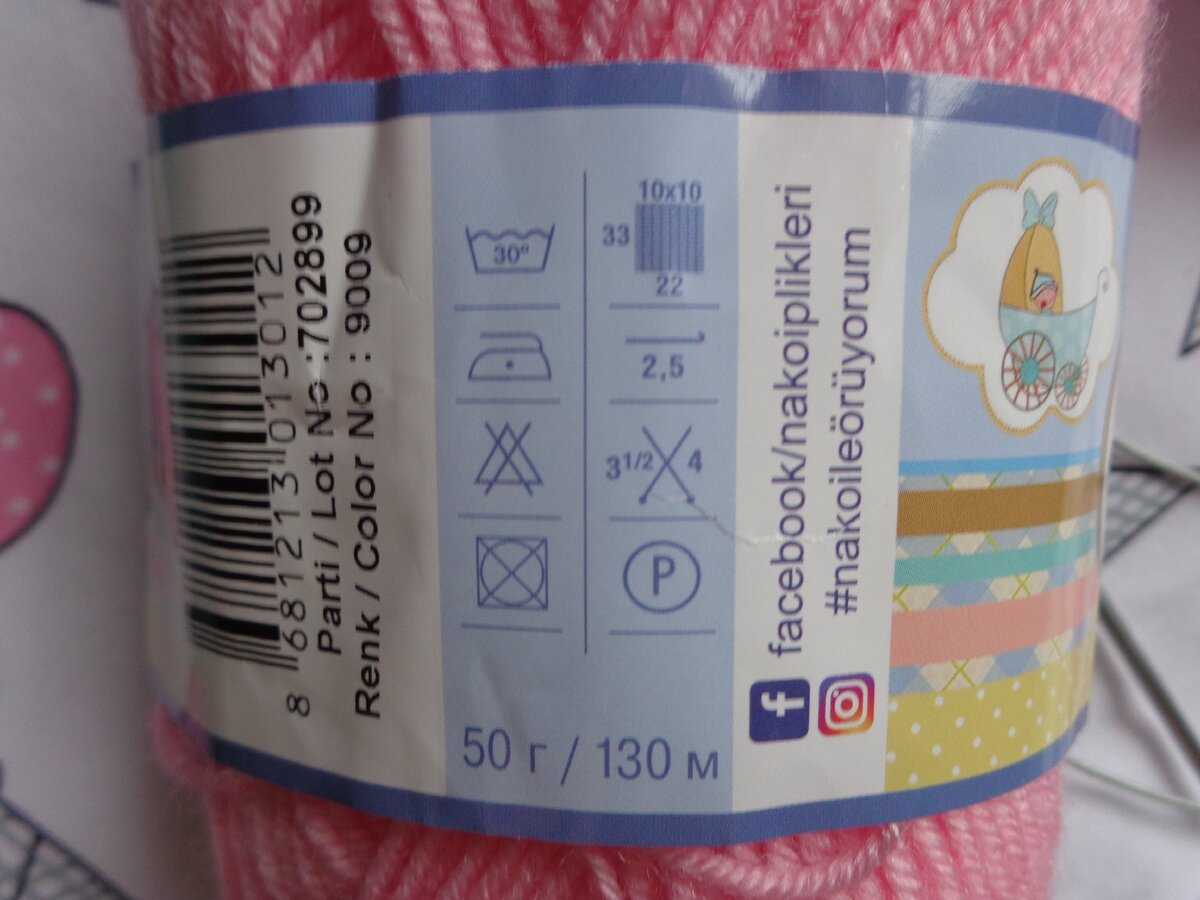 8 681213 013012
Parti / Lot No :702899
Renk / Color No : 9009
30°
10x10
33
22
2,5
3 1/2
4
P
50 г / 130 м
facebook/nakoiplikleri
#nakoileörüyorum